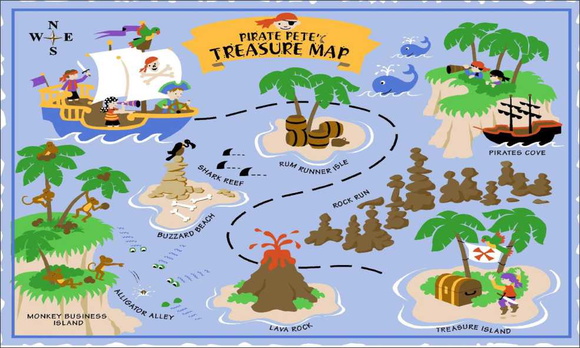 N
W E
S
PIRATE PETE'S
TREASURE MAP
PIRATES COVE
RUM RUNNER ISLE
SHARK REEF
BUZZARD BEACH
ROCK RUN
ALLIGATOR ALLEY
MONKEY BUSINESS
ISLAND
LAVA ROCK
TREASURE ISLAND